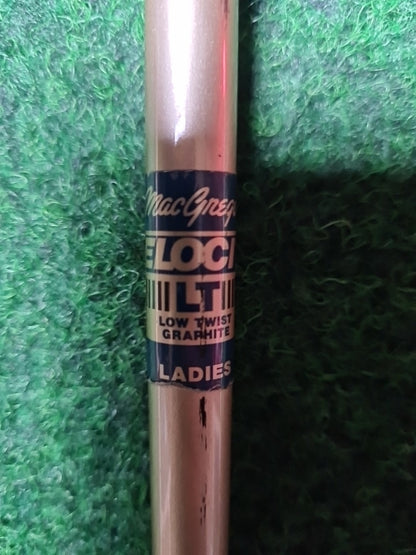 MacGreg
ELOCI
LT
LOW TWIST
GRAPHITE
LADIES